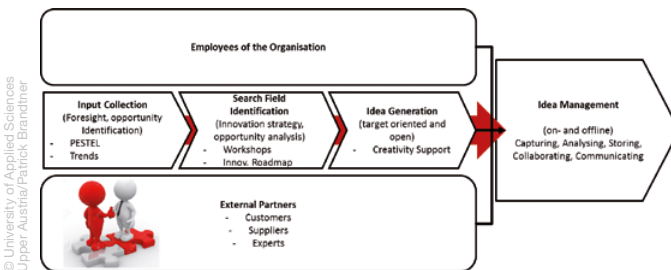 Employees of the Organisation
Input Collection
(Foresight, opportunity
Identification)
- PESTEL
- Trends
Search Field
Identification
(Innovation strategy,
opportunity analysis)
- Workshops
- Innov. Roadmap
Idea Generation
(target oriented and
open)
- Creativity Support
Idea Management
(on- and offline)
Capturing, Analysing, Storing,
Collaborating, Communicating
External Partners
- Customers
- Suppliers
- Experts
© University of Applied Sciences
Upper Austria/Patrick Brandtner